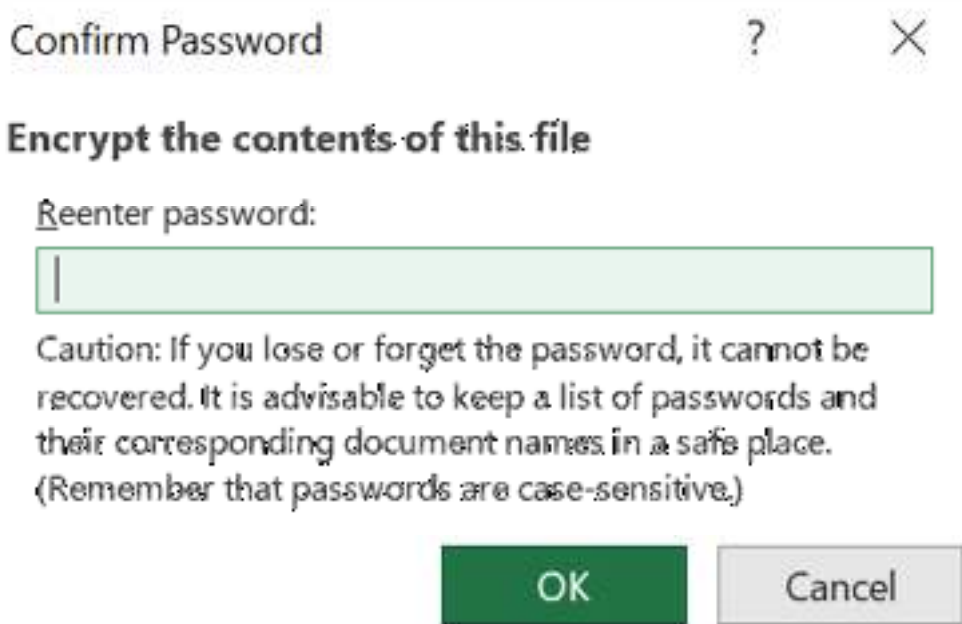 Confirm Password ? ×
Encrypt the contents of this file
Reenter password:
Caution: If you lose or forget the password, it cannot be
recovered. It is advisable to keep a list of passwords and
their corresponding document names in a safe place.
(Remember that passwords are case-sensitive.)
OK Cancel